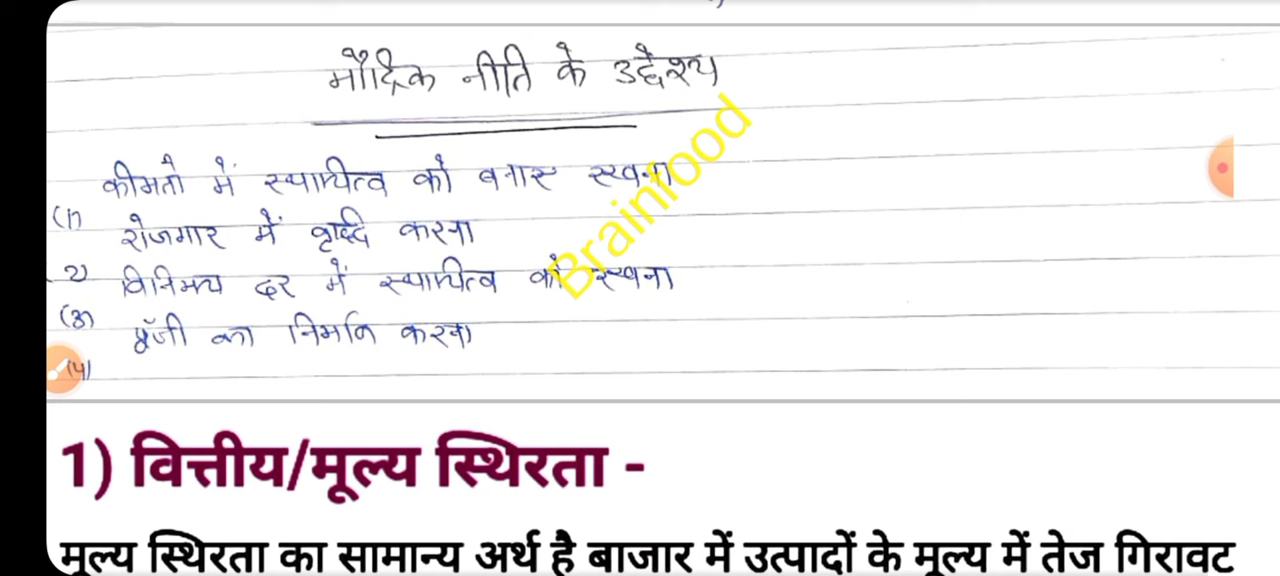 मौद्रिक नीति के उद्देश्य
कीमतो में स्थायित्व को बनाए रखना
(1)
रोजगार में वृद्धि करना
2)
विनिमय दर में स्थायित्व को रखना
(3)
पूँजी का निर्माण करना
(4)
Brainfood
1) वित्तीय/मूल्य स्थिरता -
मूल्य स्थिरता का सामान्य अर्थ है बाजार में उत्पादों के मूल्य में तेज गिरावट